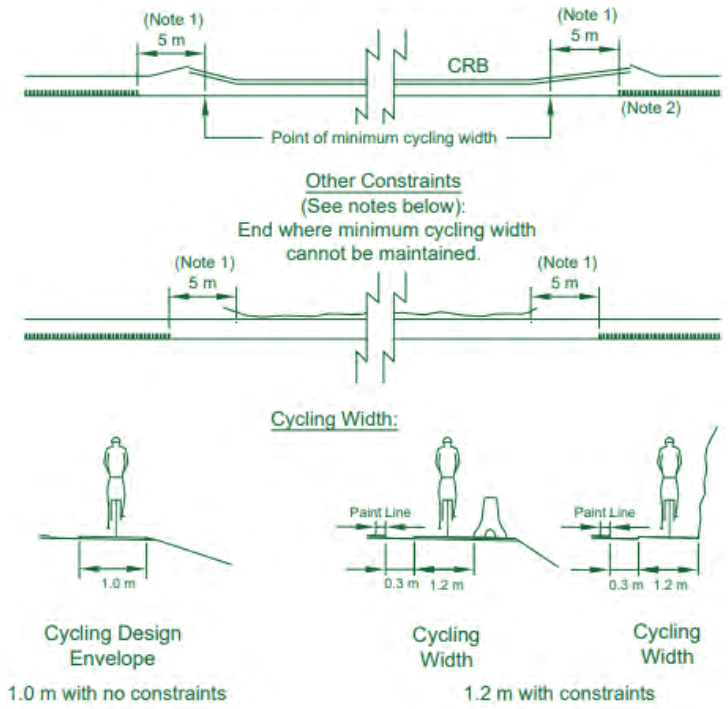 (Note 1)
5 m
(Note 1)
5 m
CRB
(Note 2)
Point of minimum cycling width
Other Constraints
(See notes below):
End where minimum cycling width
cannot be maintained.
(Note 1)
5 m
(Note 1)
5 m
Cycling Width:
Paint Line
Paint Line
1.0 m
0.3 m 1.2 m
0.3 m 1.2 m
Cycling Design
Envelope
Cycling
Width
Cycling
Width
1.0 m with no constraints
1.2 m with constraints